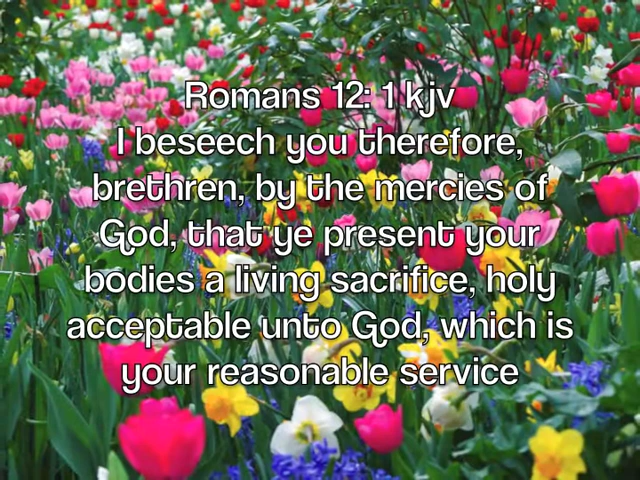 Romans 12: 1 kjv
I beseech you therefore,
brethren, by the mercies of
God, that ye present your
bodies a living sacrifice, holy
acceptable unto God, which is
your reasonable service